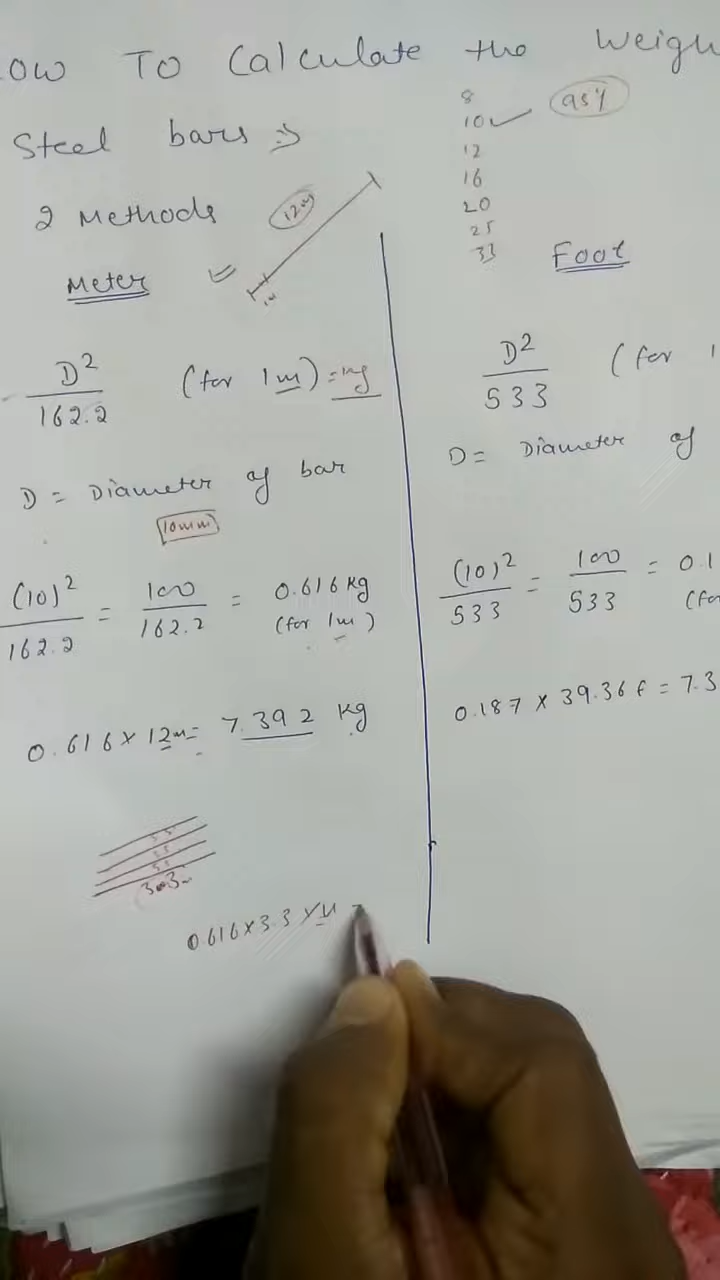 OW To Calculate the Weigh
Steel bars :->
2 Methods
12m
8
10
12
16
20
25
33
95%
Meter
D²/162.2 (for 1m) = kg
D = Diameter of bar
10mm
(10)²/162.2 = 100/162.2 = 0.616 kg
(for 1m)
0.616 × 12m = 7.392 kg
3.3m
0.616 × 3.3 × 4 =
Foot
D²/533 (for 1
D = Diameter of
(10)²/533 = 100/533 = 0.1
(fo
0.187 × 39.36 f = 7.3